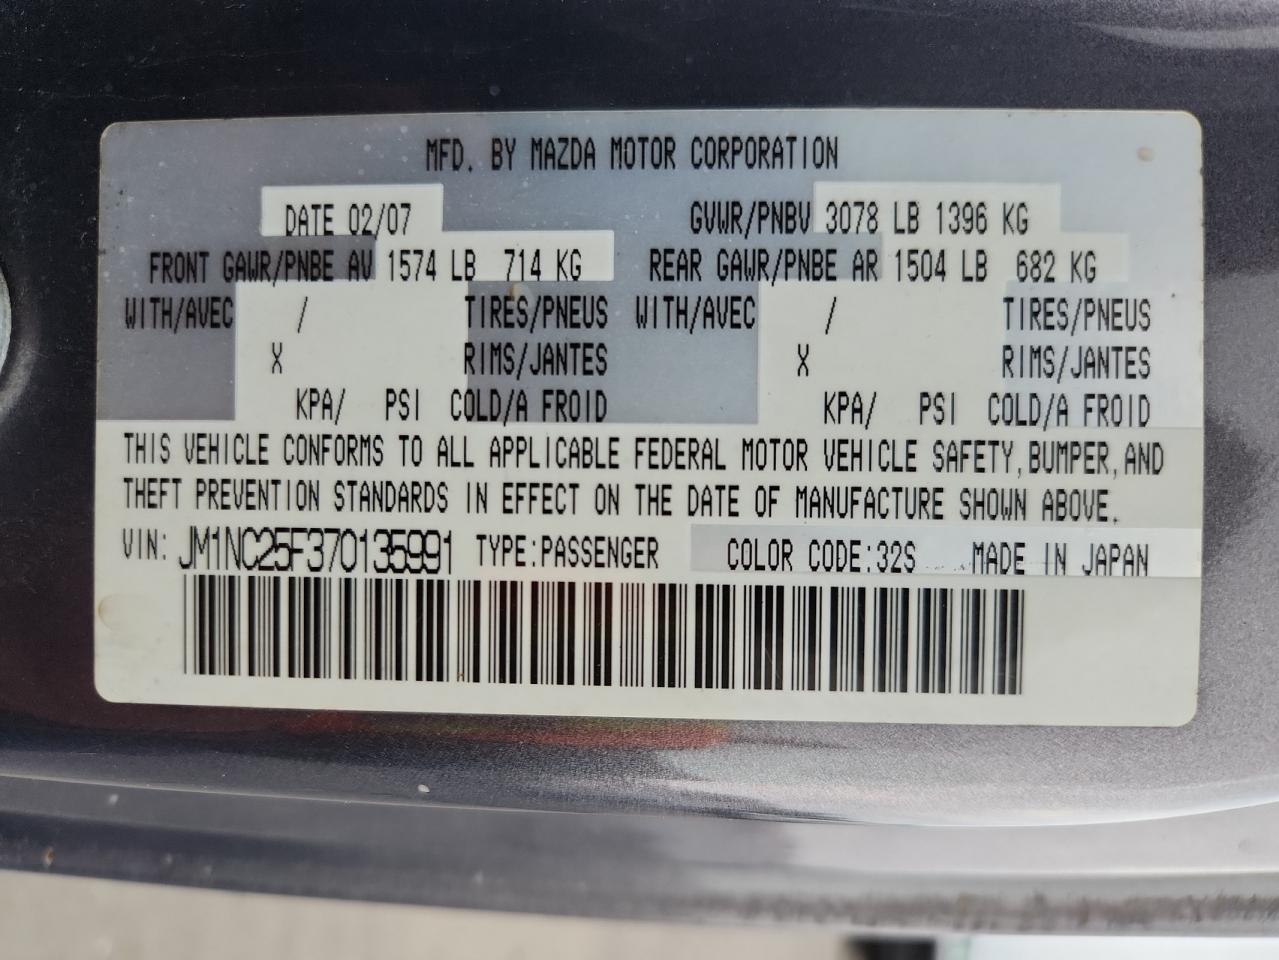 MFD. BY MAZDA MOTOR CORPORATION
DATE 02/07 GVWR/PNBV 3078 LB 1396 KG
FRONT GAWR/PNBE AV 1574 LB 714 KG REAR GAWR/PNBE AR 1504 LB 682 KG
WITH/AVEC / TIRES/PNEUS WITH/AVEC / TIRES/PNEUS
X RIMS/JANTES X RIMS/JANTES
KPA/ PSI COLD/A FROID KPA/ PSI COLD/A FROID
THIS VEHICLE CONFORMS TO ALL APPLICABLE FEDERAL MOTOR VEHICLE SAFETY, BUMPER, AND
THEFT PREVENTION STANDARDS IN EFFECT ON THE DATE OF MANUFACTURE SHOWN ABOVE.
VIN: JM1NC25F370135991 TYPE:PASSENGER COLOR CODE:32S MADE IN JAPAN